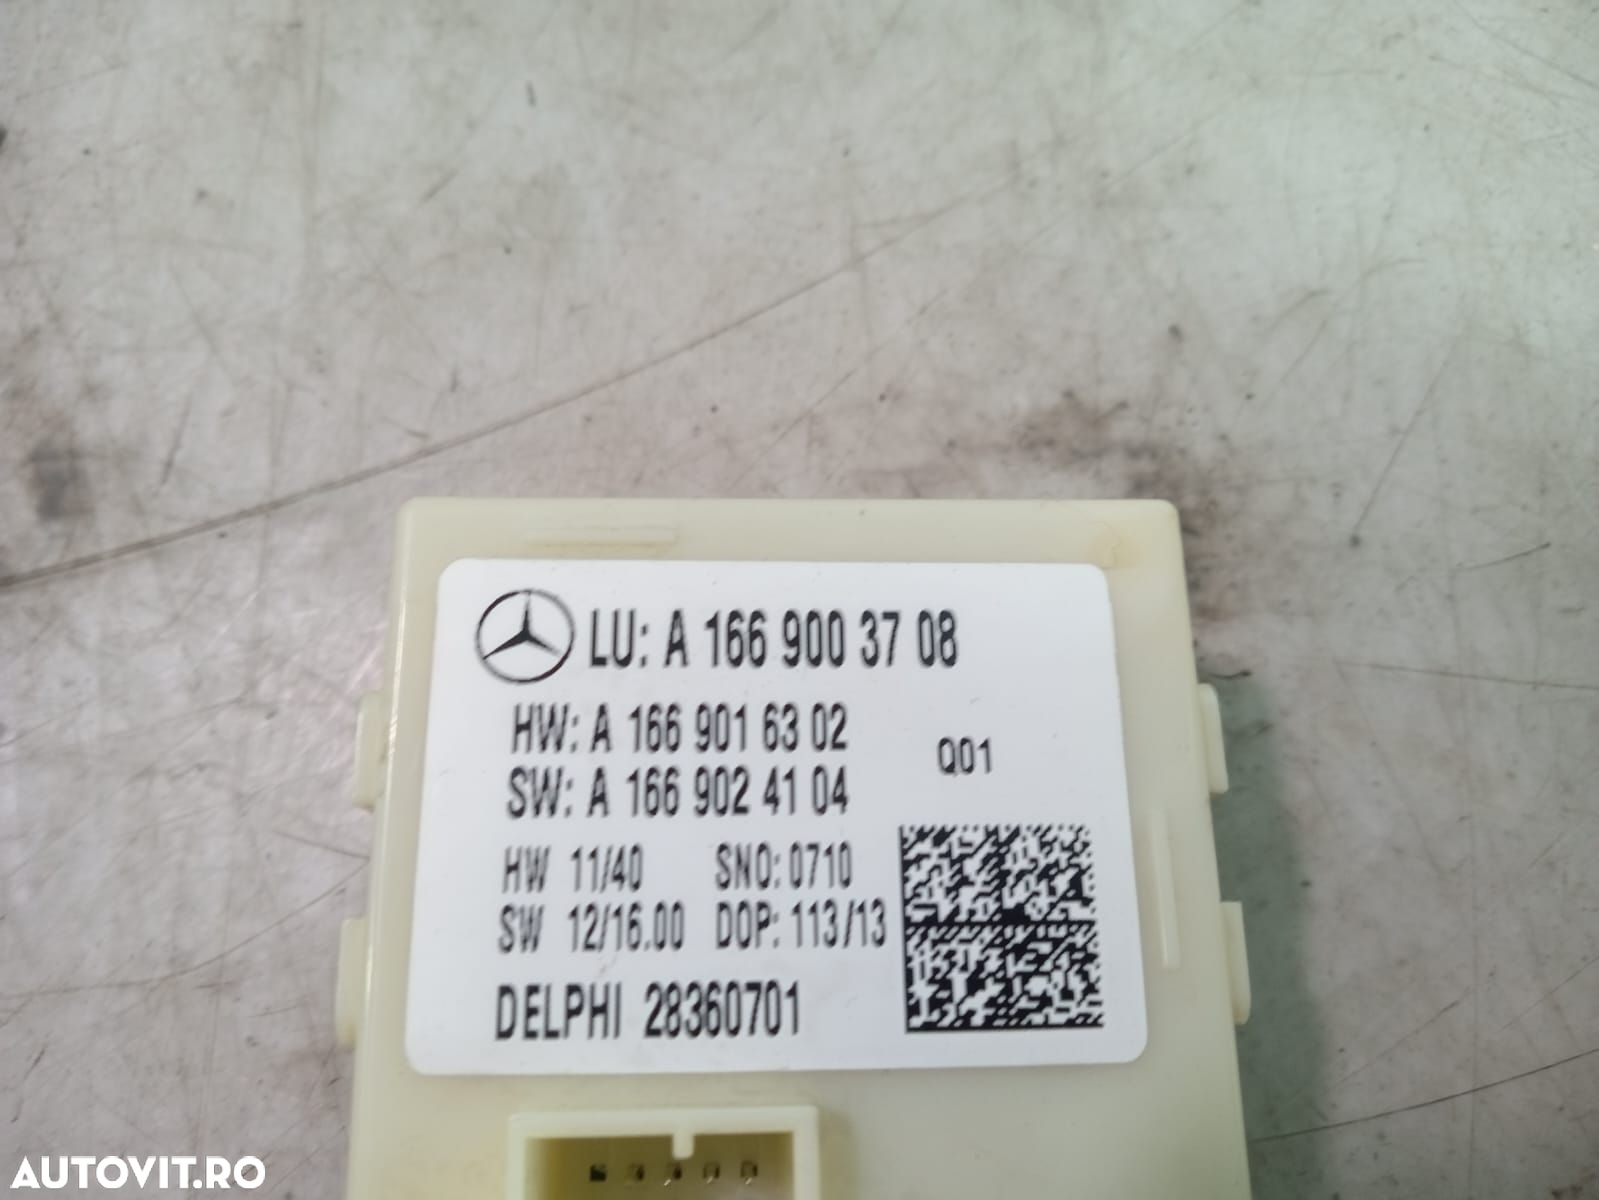 LU: A 166 900 37 08
HW: A 166 901 63 02
SW: A 166 902 41 04
Q01
HW 11/40 SNO: 0710
SW 12/16.00 DOP: 113/13
DELPHI 28360701
AUTOVIT.RO